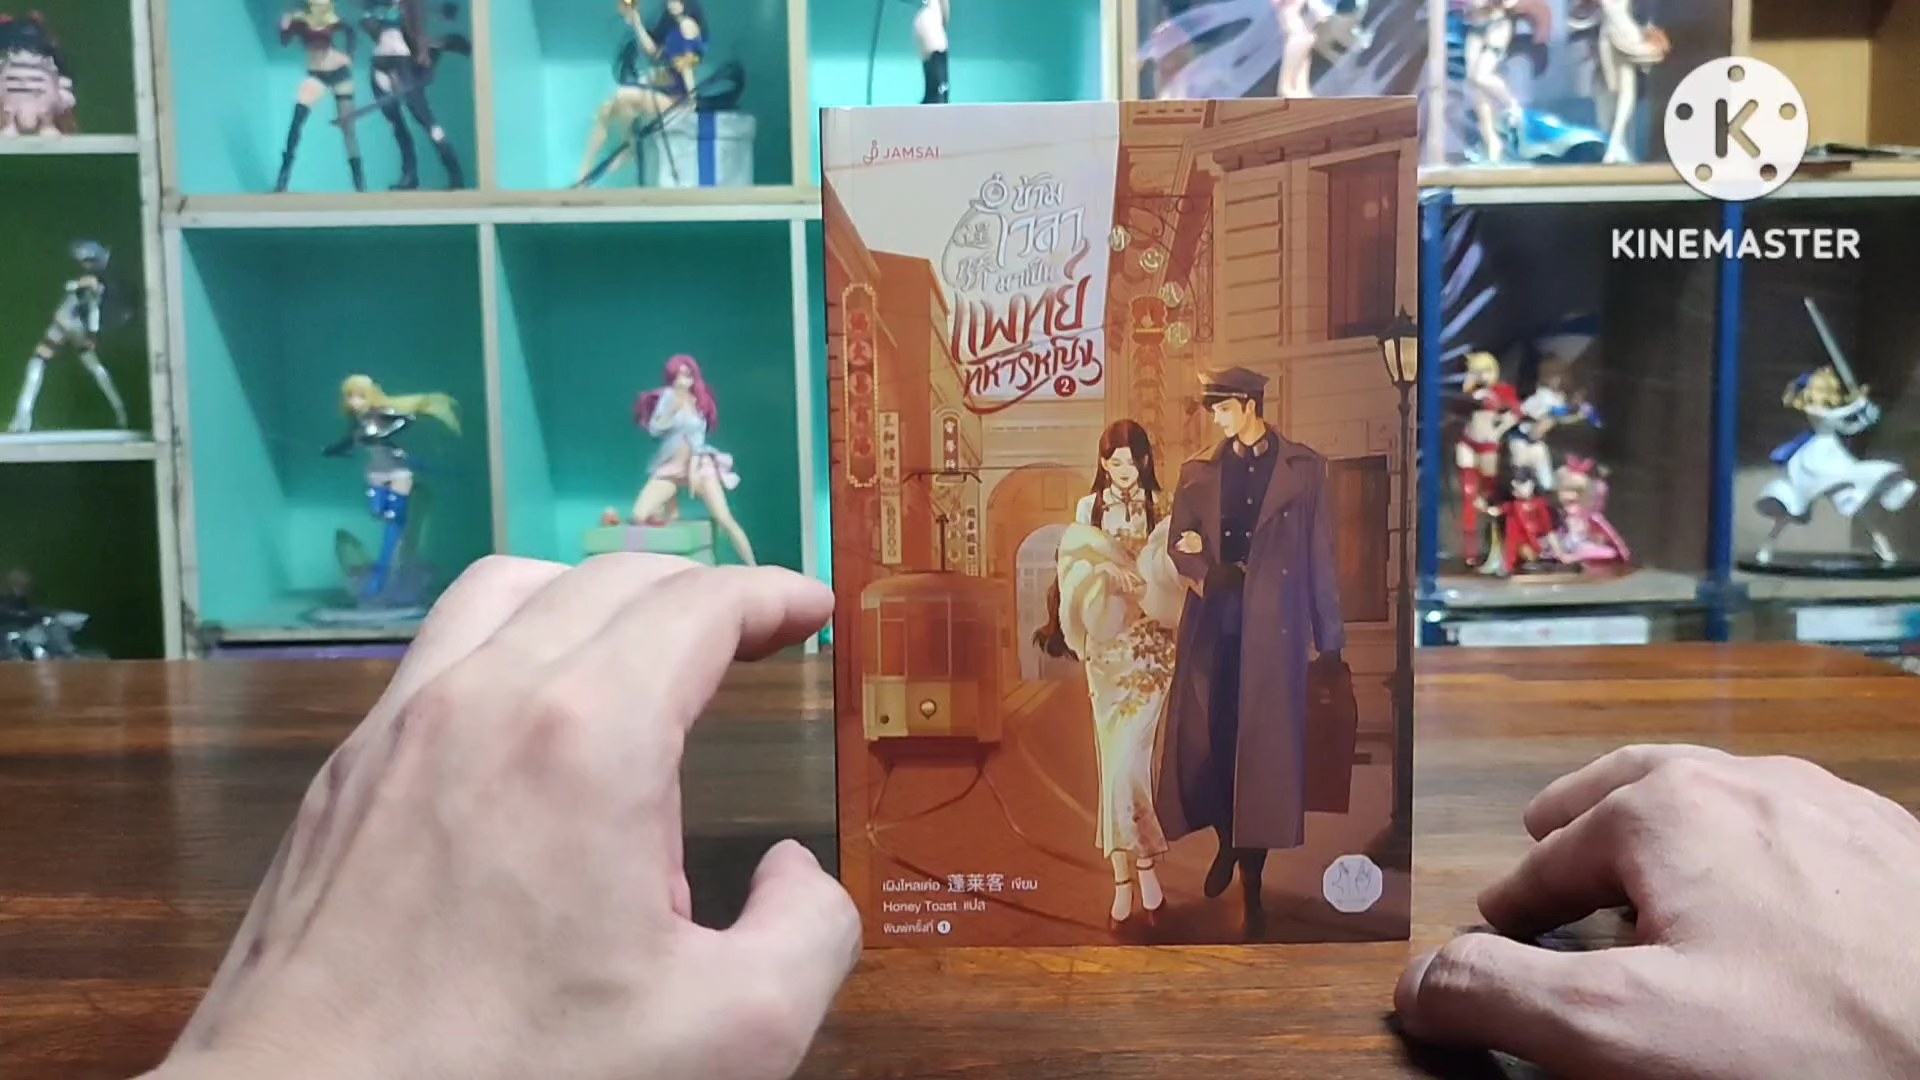 JAMSAI
ข้าม
เวลา
มาเป็น
แพทย์
ทหารหญิง
2
เผิงไหลเค่อ 蓬莱客 เขียน
Honey Toast แปล
พิมพ์ครั้งที่ 1
K
KINEMASTER